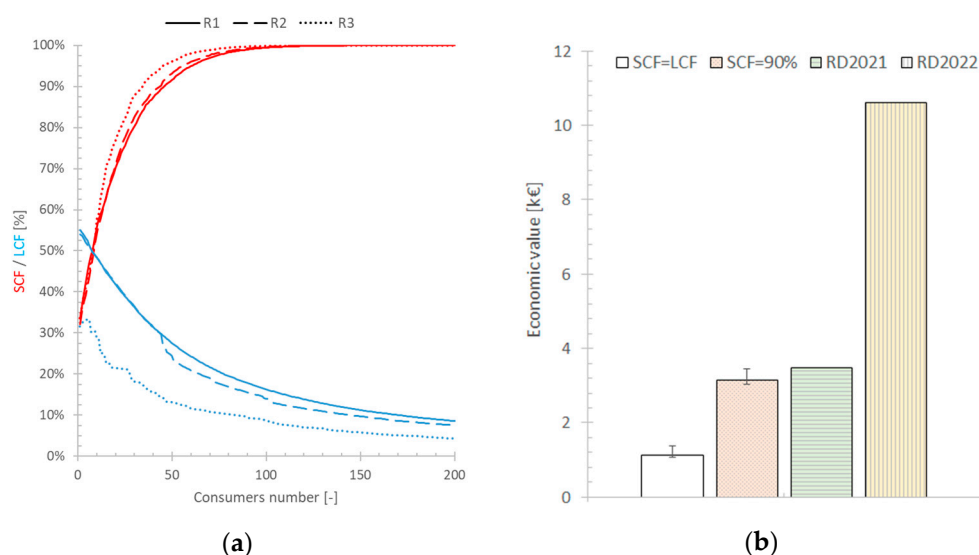 R1 R2 R3
100%
90%
80%
70%
60%
50%
40%
30%
20%
10%
0%
SCF / LCF [%]
0 50 100 150 200
Consumers number [-]
(a)
12
10
8
6
4
2
0
Economic value [k€]
SCF=LCF SCF=90% RD2021 RD2022
(b)